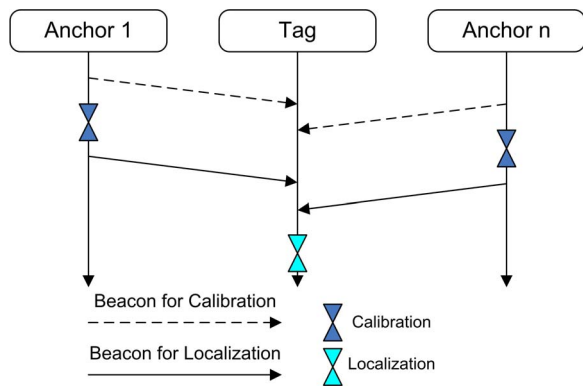 Anchor 1
Tag
Anchor n
Beacon for Calibration
Calibration
Beacon for Localization
Localization